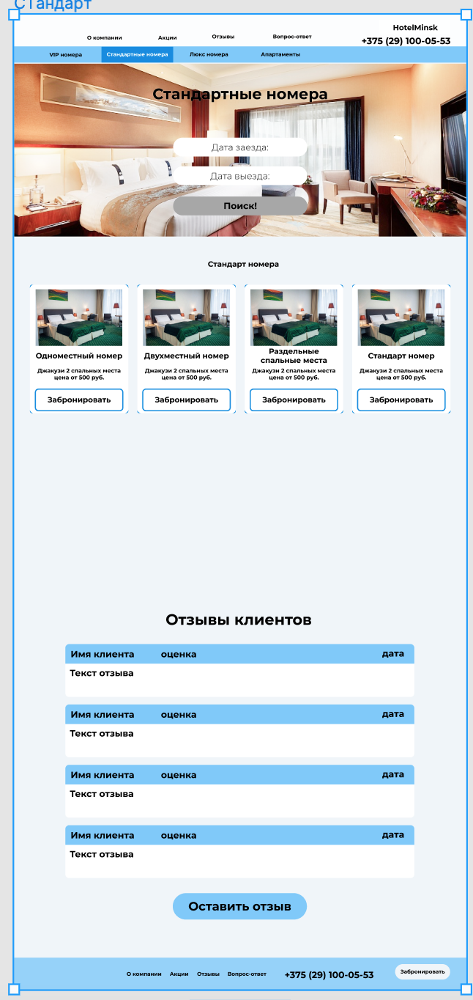 Стандарт
HotelMinsk
О компании Акции Отзывы Вопрос-ответ
+375 (29) 100-05-53
VIP номера Стандартные номера Люкс номера Апартаменты
Стандартные номера
Дата заезда:
Дата выезда:
Поиск!
Стандарт номера
Одноместный номер
Джакузи 2 спальных места
цена от 500 руб.
Забронировать
Двухместный номер
Джакузи 2 спальных места
цена от 500 руб.
Забронировать
Раздельные
спальные места
Джакузи 2 спальных места
цена от 500 руб.
Забронировать
Стандарт номер
Джакузи 2 спальных места
цена от 500 руб.
Забронировать
Отзывы клиентов
Имя клиента оценка дата
Текст отзыва
Имя клиента оценка дата
Текст отзыва
Имя клиента оценка дата
Текст отзыва
Имя клиента оценка дата
Текст отзыва
Оставить отзыв
О компании Акции Отзывы Вопрос-ответ +375 (29) 100-05-53 Забронировать